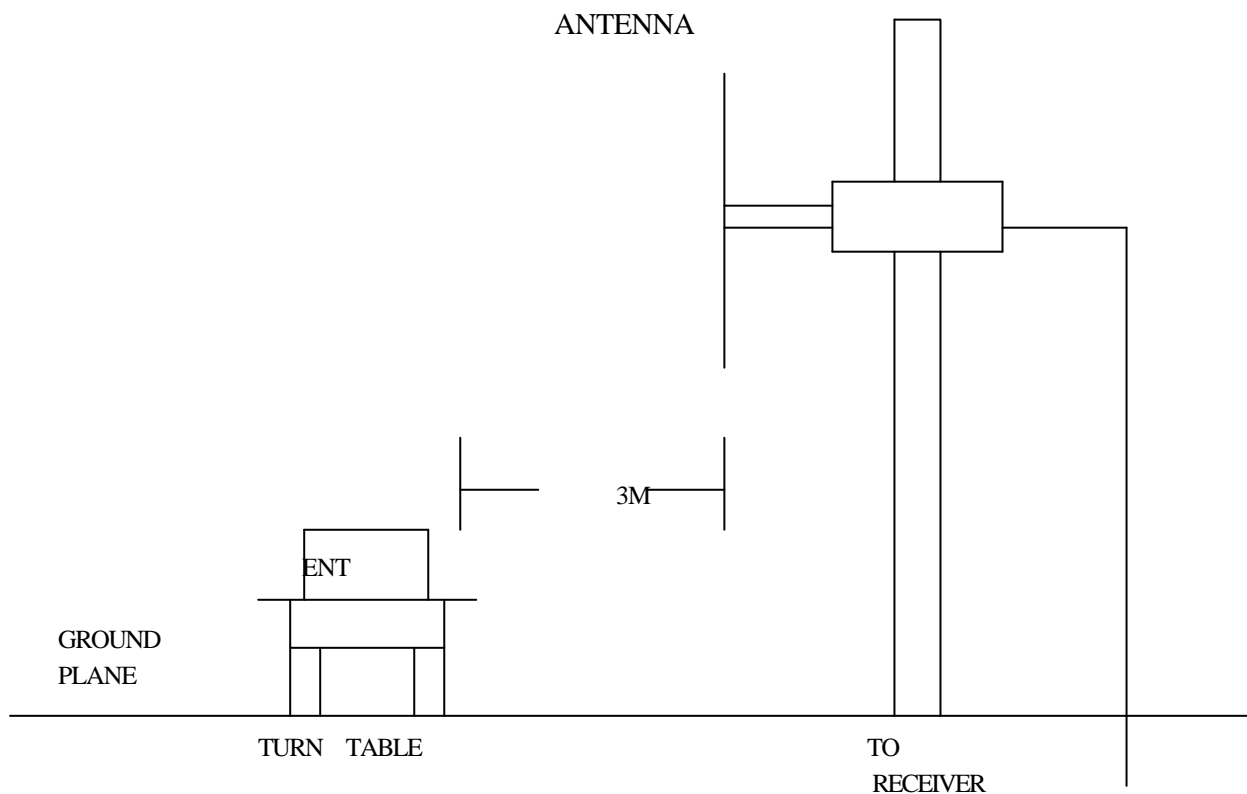 ANTENNA
3M
ENT
GROUND
PLANE
TURN TABLE
TO
RECEIVER